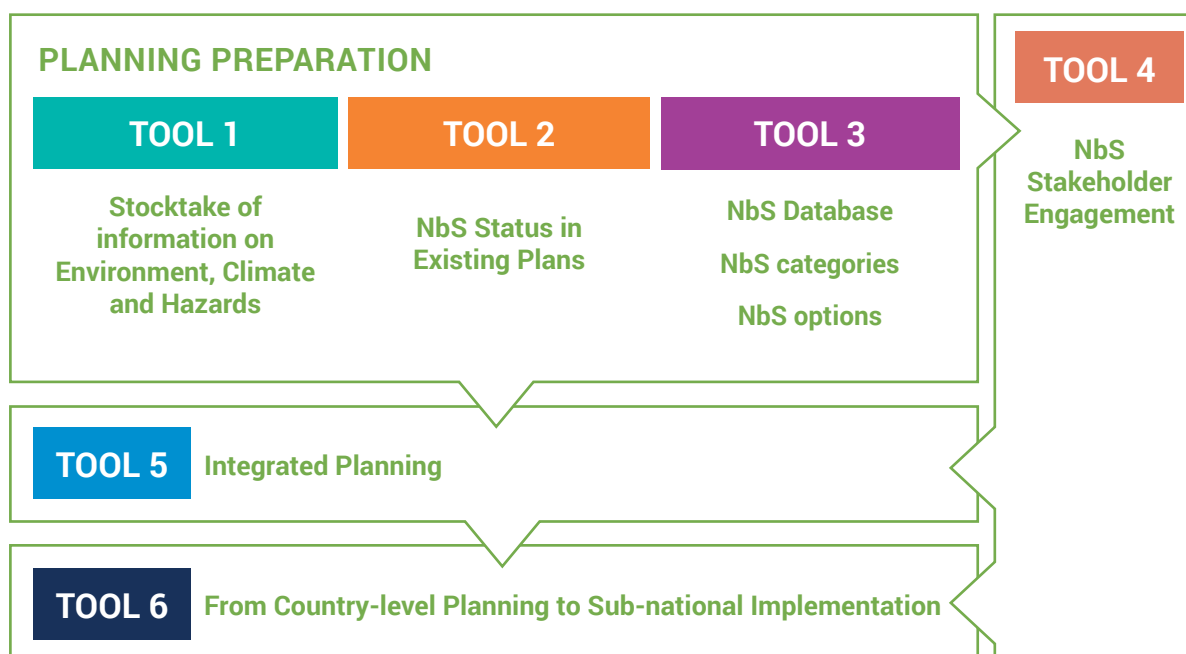 PLANNING PREPARATION
TOOL 1
Stocktake of
information on
Environment, Climate
and Hazards
TOOL 2
NbS Status in
Existing Plans
TOOL 3
NbS Database
NbS categories
NbS options
TOOL 4
NbS
Stakeholder
Engagement
TOOL 5
Integrated Planning
TOOL 6
From Country-level Planning to Sub-national Implementation